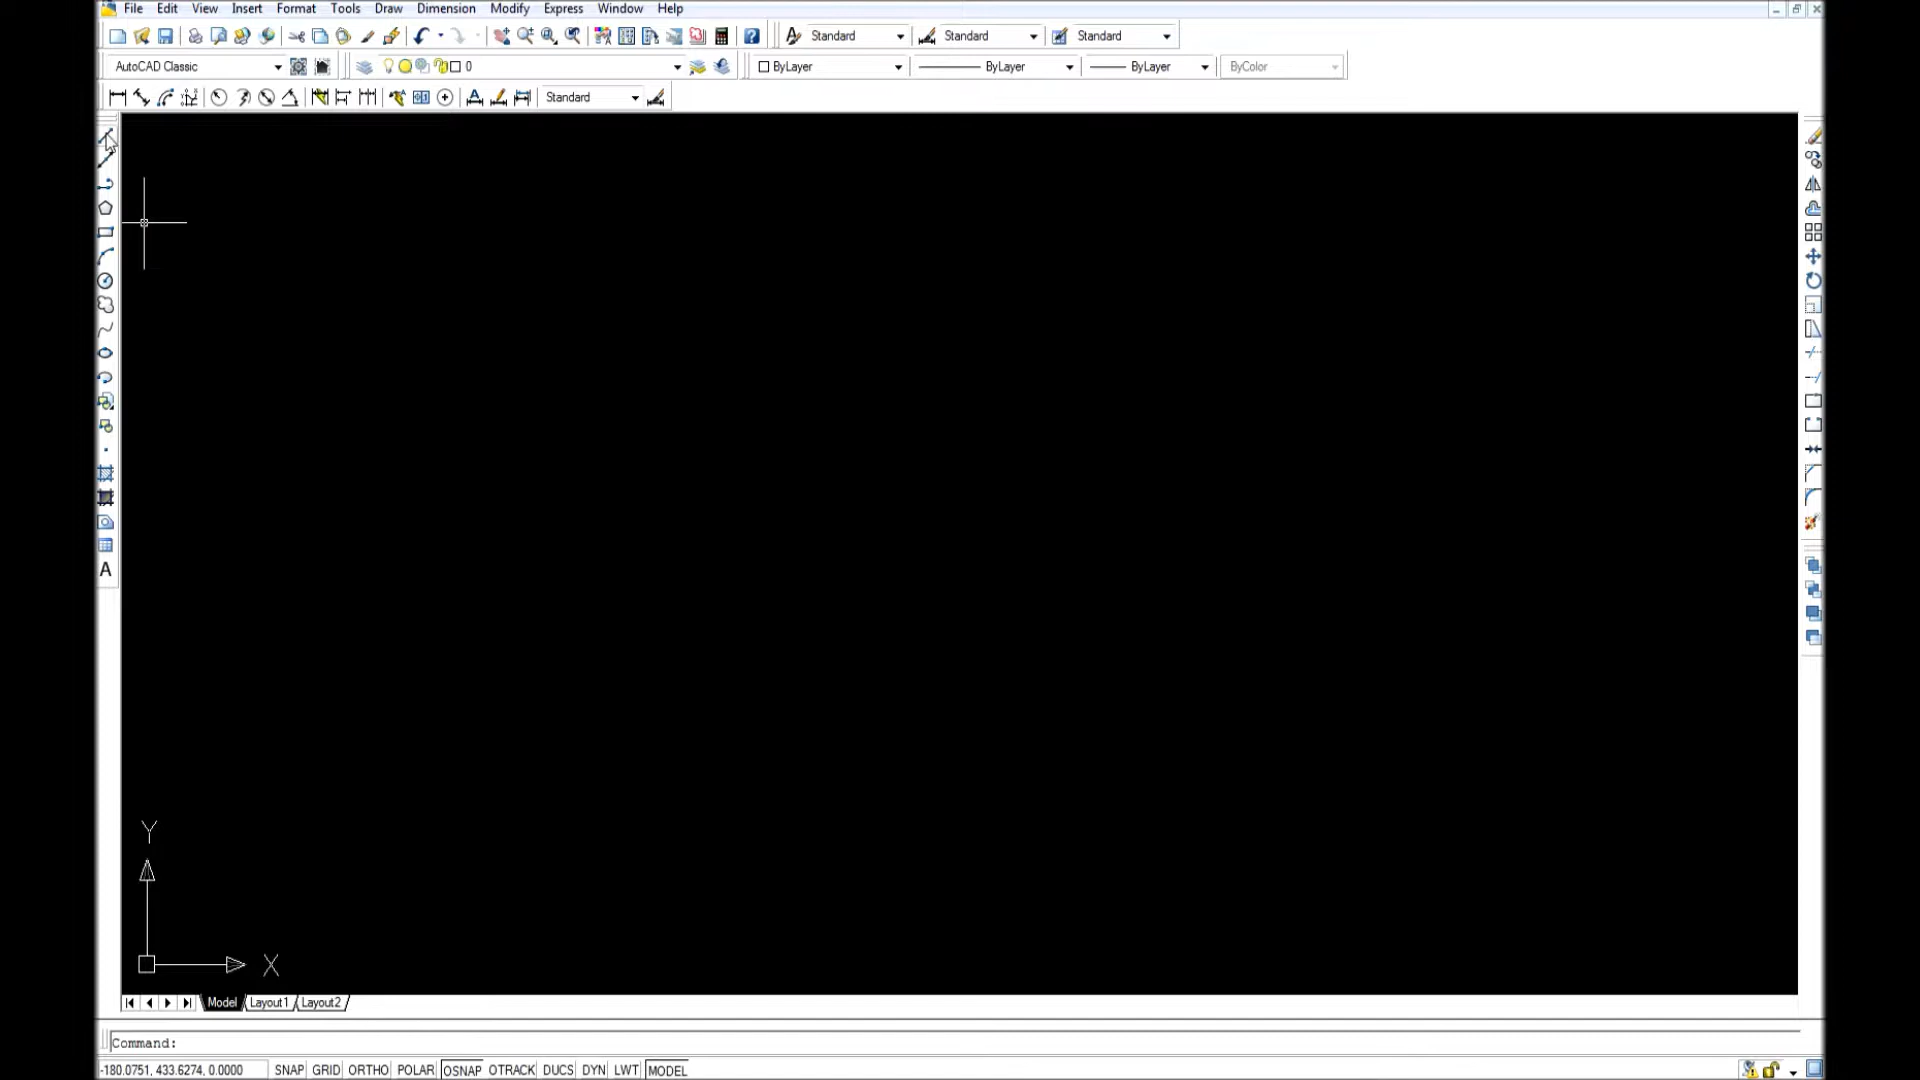 File Edit View Insert Format Tools Draw Dimension Modify Express Window Help
Standard Standard Standard
AutoCAD Classic 0 ByLayer ByLayer ByLayer ByColor
Standard
A
Y
X
Model Layout1 Layout2
Command:
-180.0751, 433.6274, 0.0000 SNAP GRID ORTHO POLAR OSNAP OTRACK DUCS DYN LWT MODEL